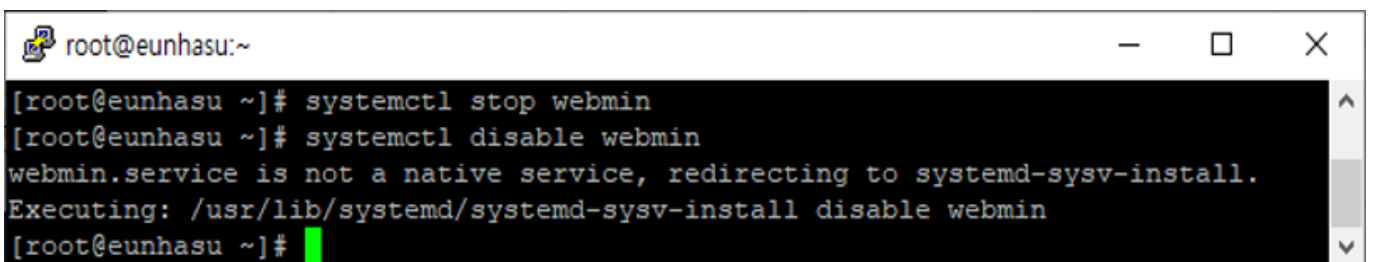 root@eunhasu:~
[root@eunhasu ~]# systemctl stop webmin
[root@eunhasu ~]# systemctl disable webmin
webmin.service is not a native service, redirecting to systemd-sysv-install.
Executing: /usr/lib/systemd/systemd-sysv-install disable webmin
[root@eunhasu ~]#